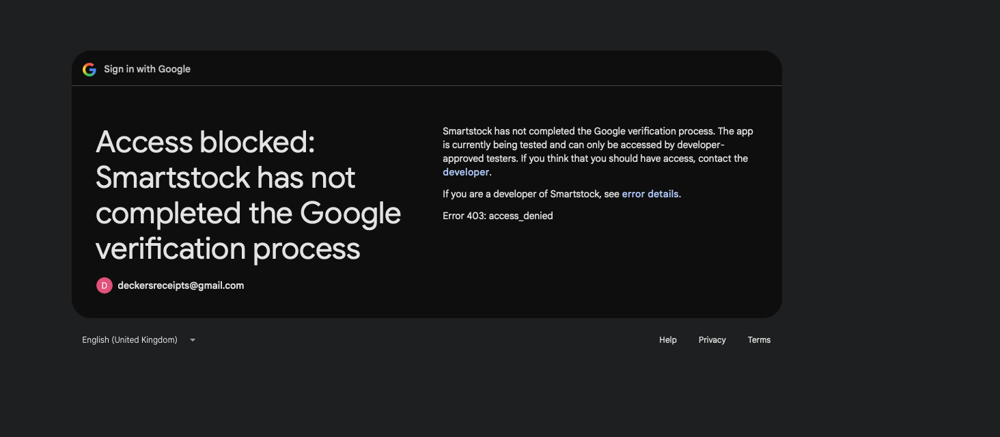 Sign in with Google
Access blocked:
Smartstock has not
completed the Google
verification process
D deckersreceipts@gmail.com
Smartstock has not completed the Google verification process. The app
is currently being tested and can only be accessed by developer-
approved testers. If you think that you should have access, contact the
developer.
If you are a developer of Smartstock, see error details.
Error 403: access_denied
English (United Kingdom)
Help Privacy Terms